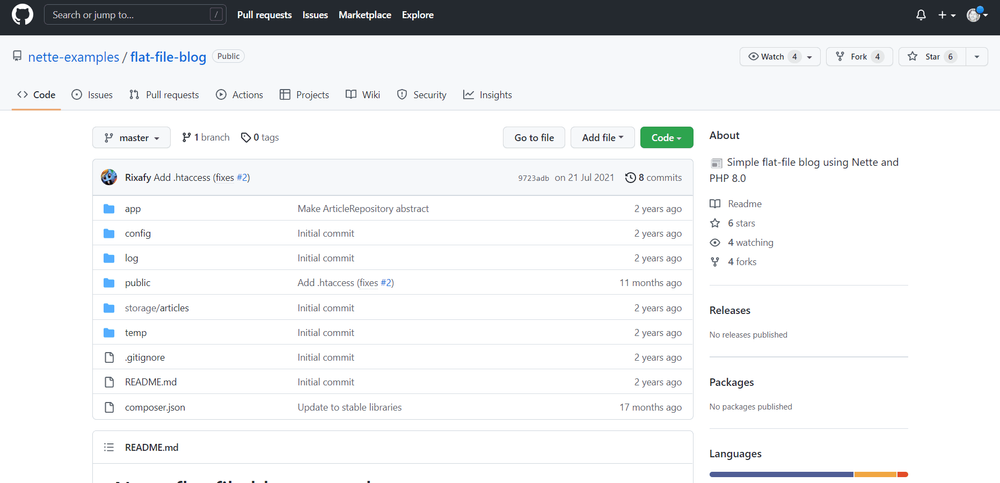 Search or jump to... / Pull requests Issues Marketplace Explore
nette-examples / flat-file-blog Public Watch 4 Fork 4 Star 6
Code Issues Pull requests Actions Projects Wiki Security Insights
master 1 branch 0 tags Go to file Add file Code
Rixafy Add .htaccess (fixes #2) 9723adb on 21 Jul 2021 8 commits
app Make ArticleRepository abstract 2 years ago
config Initial commit 2 years ago
log Initial commit 2 years ago
public Add .htaccess (fixes #2) 11 months ago
storage/articles Initial commit 2 years ago
temp Initial commit 2 years ago
.gitignore Initial commit 2 years ago
README.md Initial commit 2 years ago
composer.json Update to stable libraries 17 months ago
README.md
About
Simple flat-file blog using Nette and
PHP 8.0
Readme
6 stars
4 watching
4 forks
Releases
No releases published
Packages
No packages published
Languages